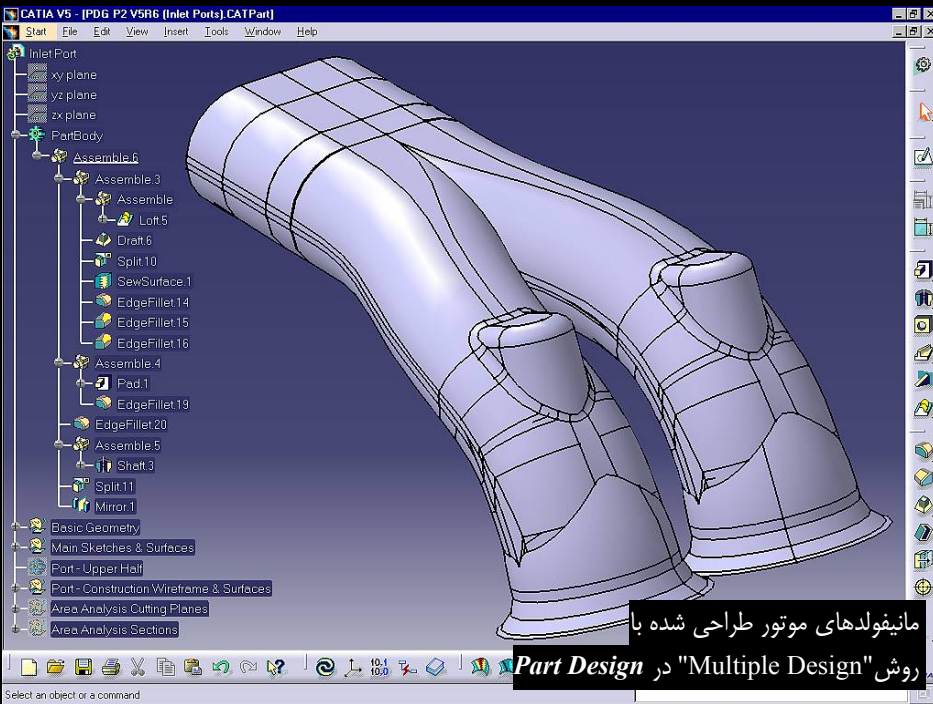 CATIA V5 - [PDG P2 V5R6 (Inlet Ports).CATPart]
Start File Edit View Insert Tools Window Help
Inlet Port
xy plane
yz plane
zx plane
PartBody
Assemble.6
Assemble.3
Assemble
Loft.5
Draft.6
Split.10
SewSurface.1
EdgeFillet.14
EdgeFillet.15
EdgeFillet.16
Assemble.4
Pad.1
EdgeFillet.19
EdgeFillet.20
Assemble.5
Shaft.3
Split.11
Mirror.1
Basic Geometry
Main Sketches & Surfaces
Port - Upper Half
Port - Construction Wireframe & Surfaces
Area Analysis Cutting Planes
Area Analysis Sections
مانیفولدهای موتور طراحی شده با
روش"Multiple Design" در Part Design
Select an object or a command